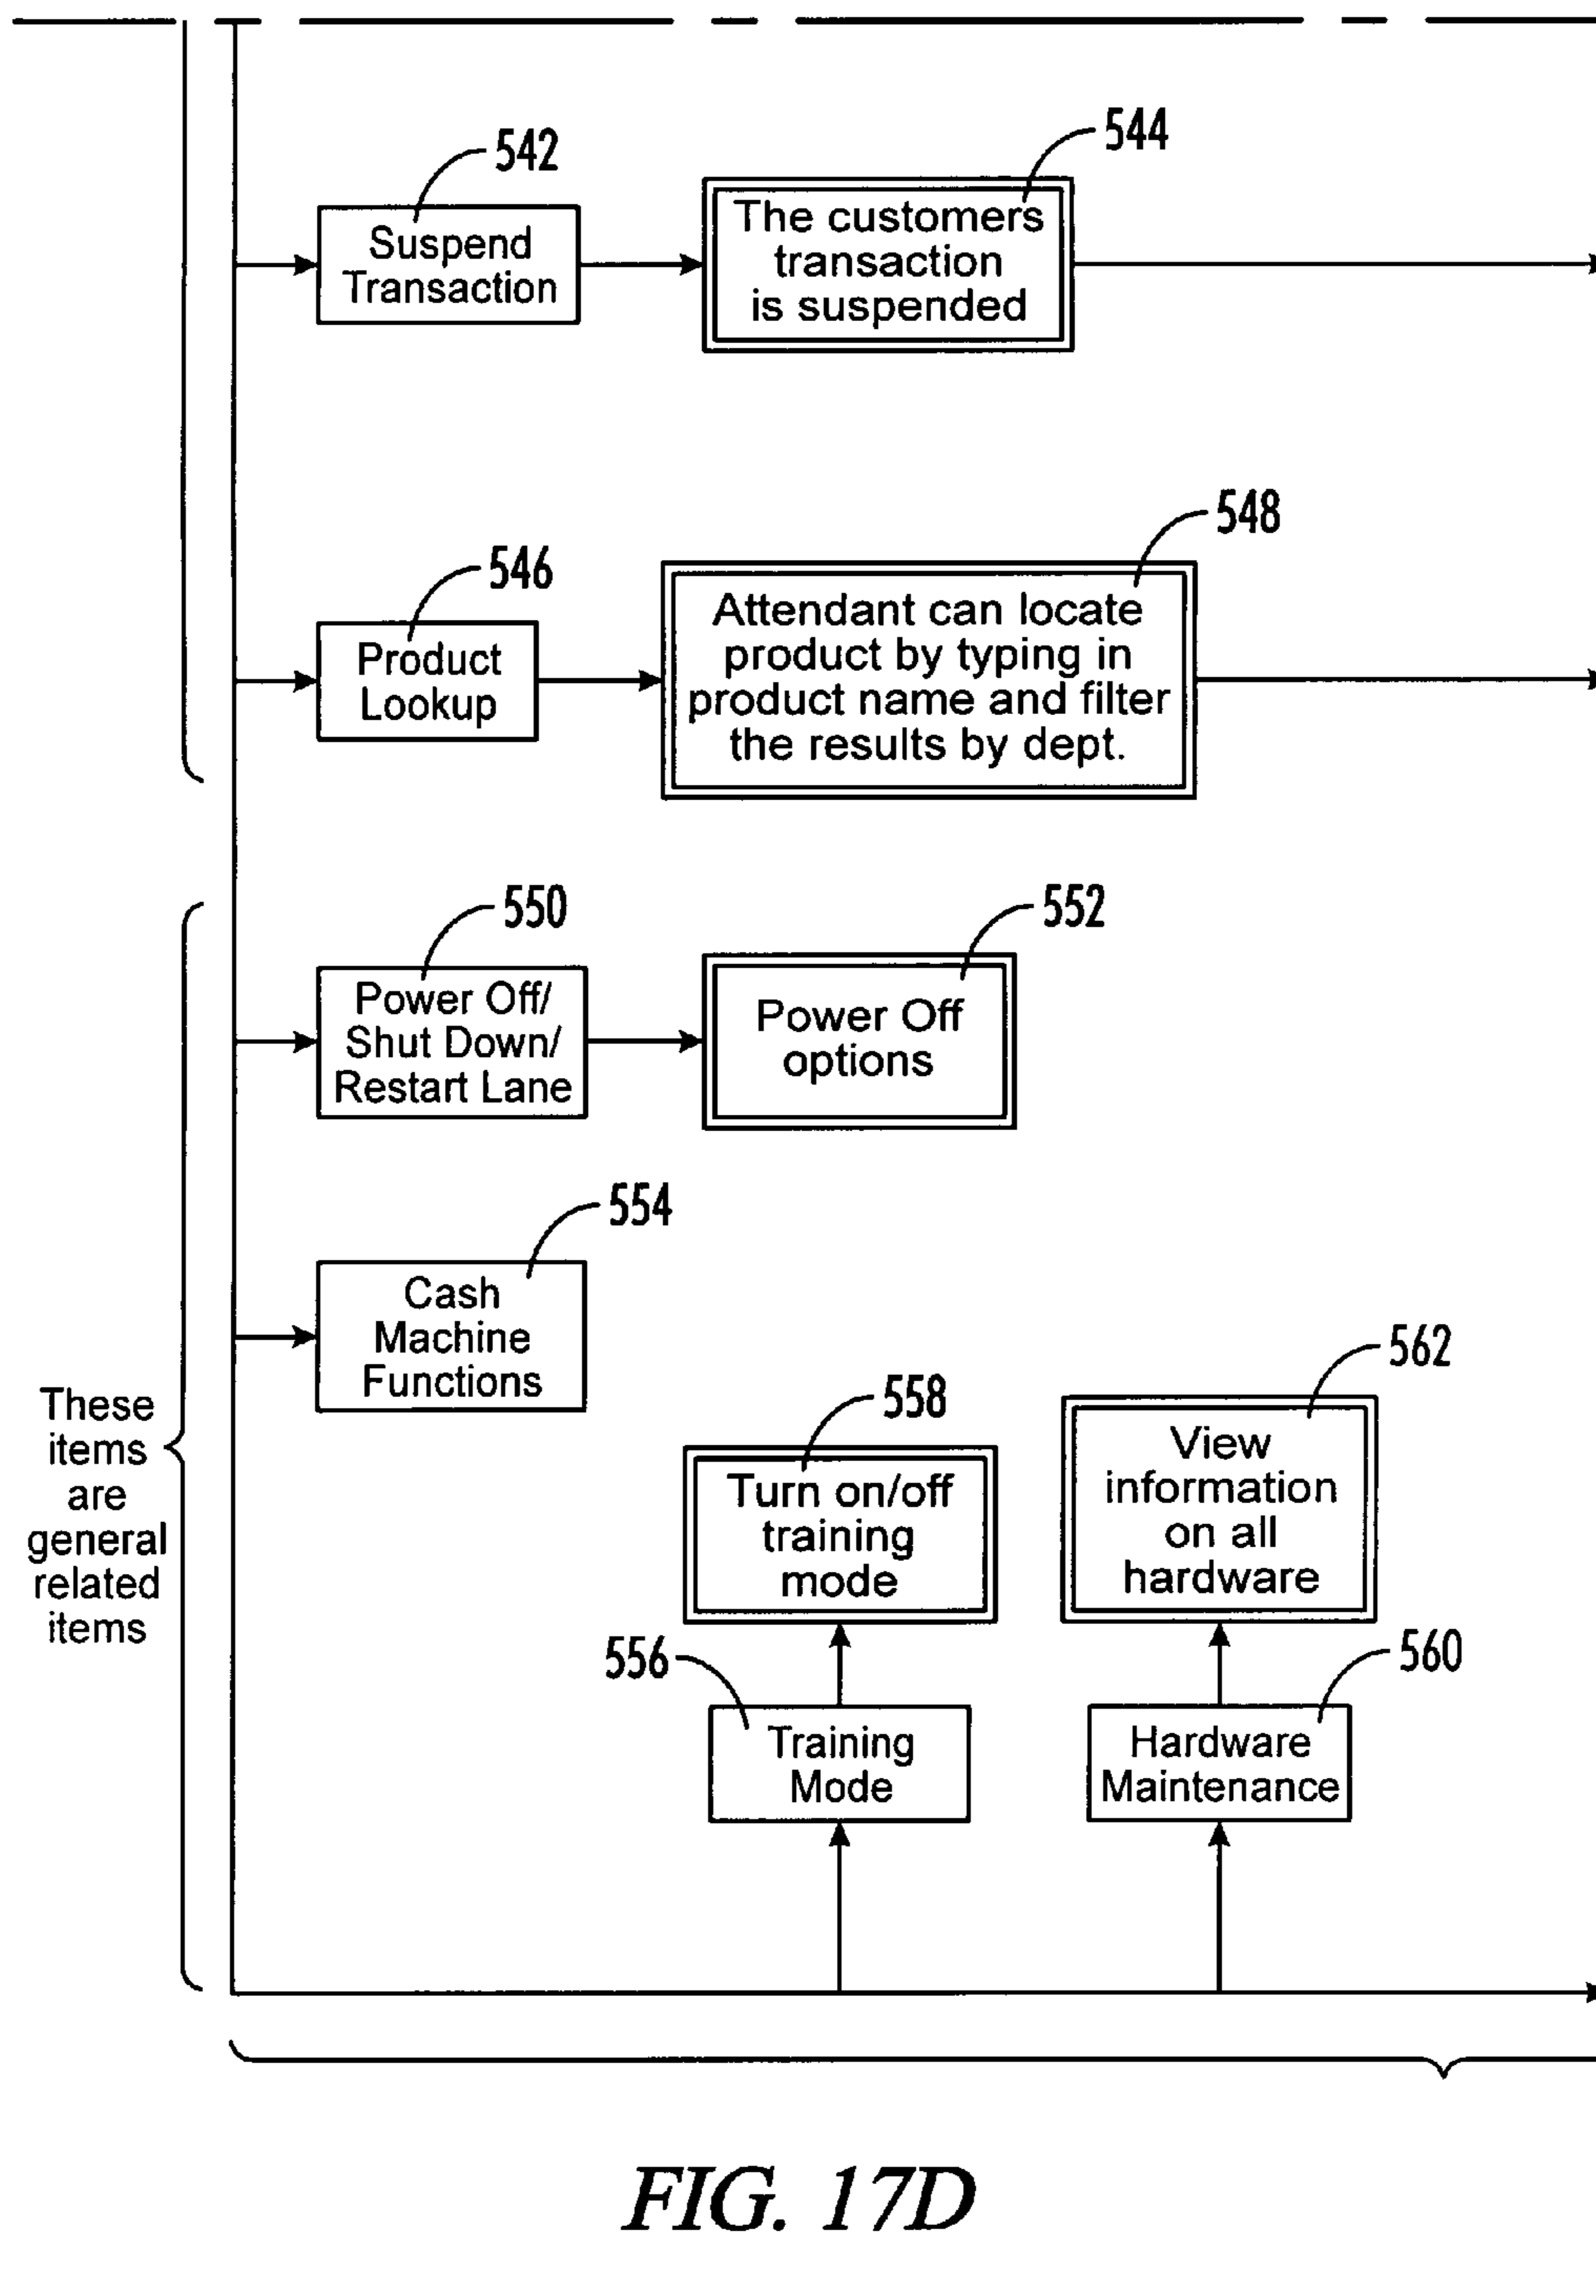 542
Suspend
Transaction
544
The customers
transaction
is suspended
546
Product
Lookup
548
Attendant can locate
product by typing in
product name and filter
the results by dept.
550
Power Off/
Shut Down/
Restart Lane
552
Power Off
options
554
Cash
Machine
Functions
These
items
are
general
related
items
558
Turn on/off
training
mode
562
View
information
on all
hardware
556
Training
Mode
560
Hardware
Maintenance
FIG. 17D